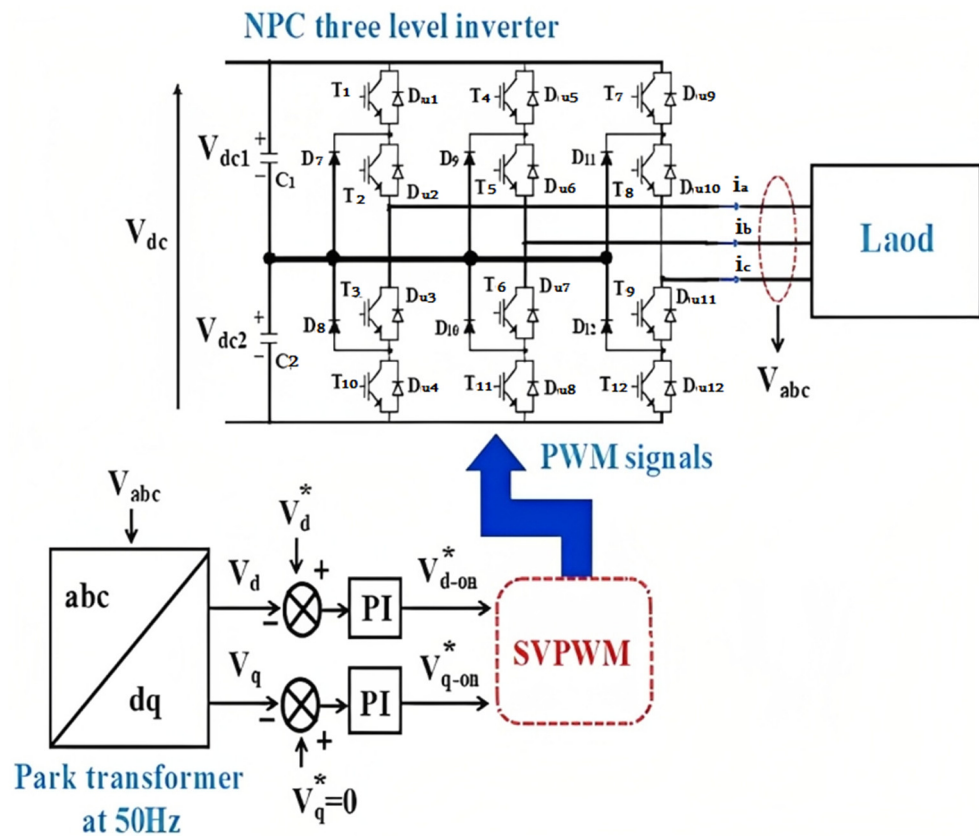 NPC three level inverter
T1 Du1 T4 Du5 T7 Du9
Vdc1 + − C1 D7 T2 Du2 D9 T5 Du6 D11 T8 Du10
ia
Vdc
ib
Laod
ic
Vdc2 + − C2 D8 T3 Du3 D10 T6 Du7 D12 T9 Du11
T10 Du4 T11 Du8 T12 Du12
Vabc
PWM signals
Vabc
V*d
abc
dq
Vd
−
+
PI
V*d-on
SVPWM
Vq
−
+
PI
V*q-on
V*q=0
Park transformer
at 50Hz